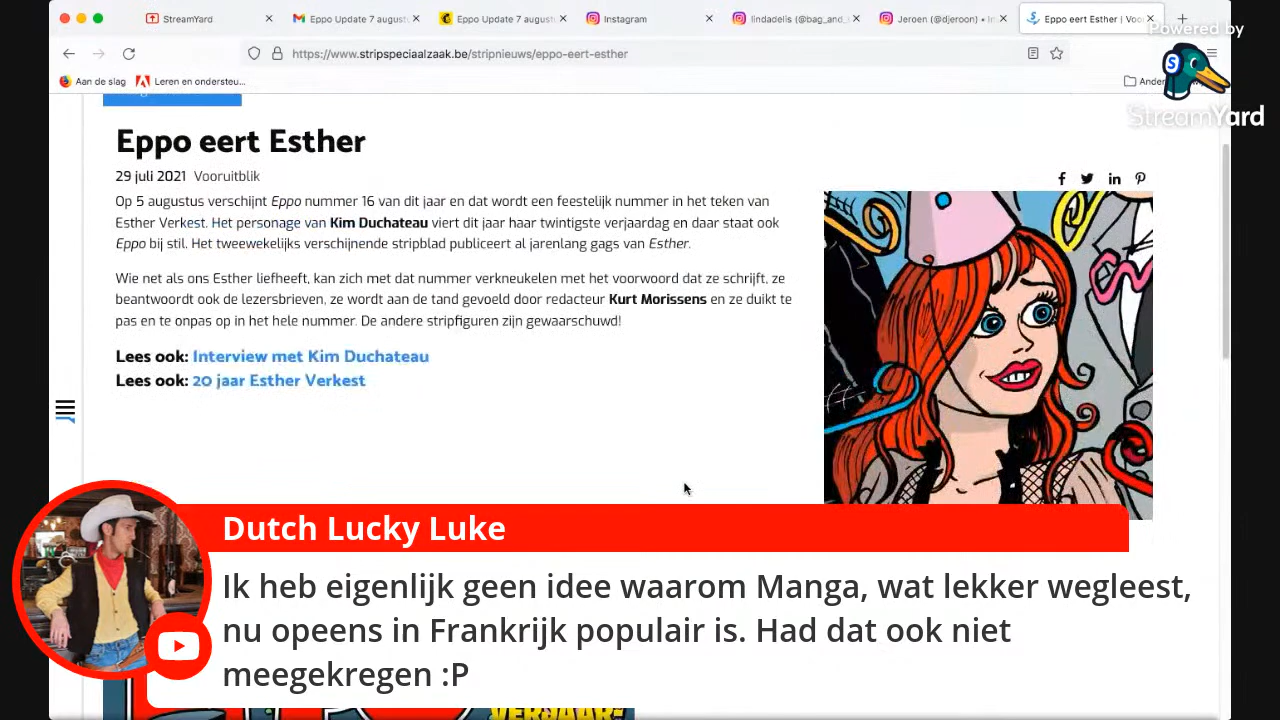 StreamYard
Eppo Update 7 august
Eppo Update 7 august
Instagram
lindadelis (@bag_and_
Jeroen (@djeroon) • In
Eppo eert Esther | Voo
Powered by
https://www.stripspeciaalzaak.be/stripnieuws/eppo-eert-esther
Aan de slag
Leren en ondersteu...
Ander
StreamYard
Eppo eert Esther
29 juli 2021 Vooruitblik
Op 5 augustus verschijnt Eppo nummer 16 van dit jaar en dat wordt een feestelijk nummer in het teken van
Esther Verkest. Het personage van Kim Duchateau viert dit jaar haar twintigste verjaardag en daar staat ook
Eppo bij stil. Het tweewekelijks verschijnende stripblad publiceert al jarenlang gags van Esther.
Wie net als ons Esther liefheeft, kan zich met dat nummer verkneukelen met het voorwoord dat ze schrijft, ze
beantwoordt ook de lezersbrieven, ze wordt aan de tand gevoeld door redacteur Kurt Morissens en ze duikt te
pas en te onpas op in het hele nummer. De andere stripfiguren zijn gewaarschuwd!
Lees ook: Interview met Kim Duchateau
Lees ook: 20 jaar Esther Verkest
Dutch Lucky Luke
Ik heb eigenlijk geen idee waarom Manga, wat lekker wegleest,
nu opeens in Frankrijk populair is. Had dat ook niet
meegekregen :P
VERJAAR-